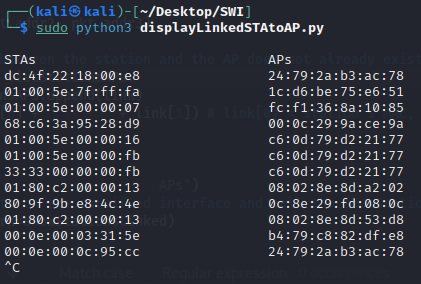 ┌──(kali㉿kali)-[~/Desktop/SWI]
└─$ sudo python3 displayLinkedSTAtoAP.py
STAs APs
dc:4f:22:18:00:e8 24:79:2a:b3:ac:78
01:00:5e:7f:ff:fa 1c:d6:be:75:e6:51
01:00:5e:00:00:07 fc:f1:36:8a:10:85
68:c6:3a:95:28:d9 00:0c:29:9a:ce:9a
01:00:5e:00:00:16 c6:0d:79:d2:21:77
01:00:5e:00:00:fb c6:0d:79:d2:21:77
33:33:00:00:00:fb c6:0d:79:d2:21:77
01:80:c2:00:00:13 08:02:8e:8d:a2:02
80:9f:9b:e8:4c:4e 0c:8e:29:fd:08:0c
01:80:c2:00:00:13 08:02:8e:8d:53:d8
00:0e:00:03:31:5e b4:79:c8:82:df:e8
00:0e:00:0c:95:cc 24:79:2a:b3:ac:78
^C